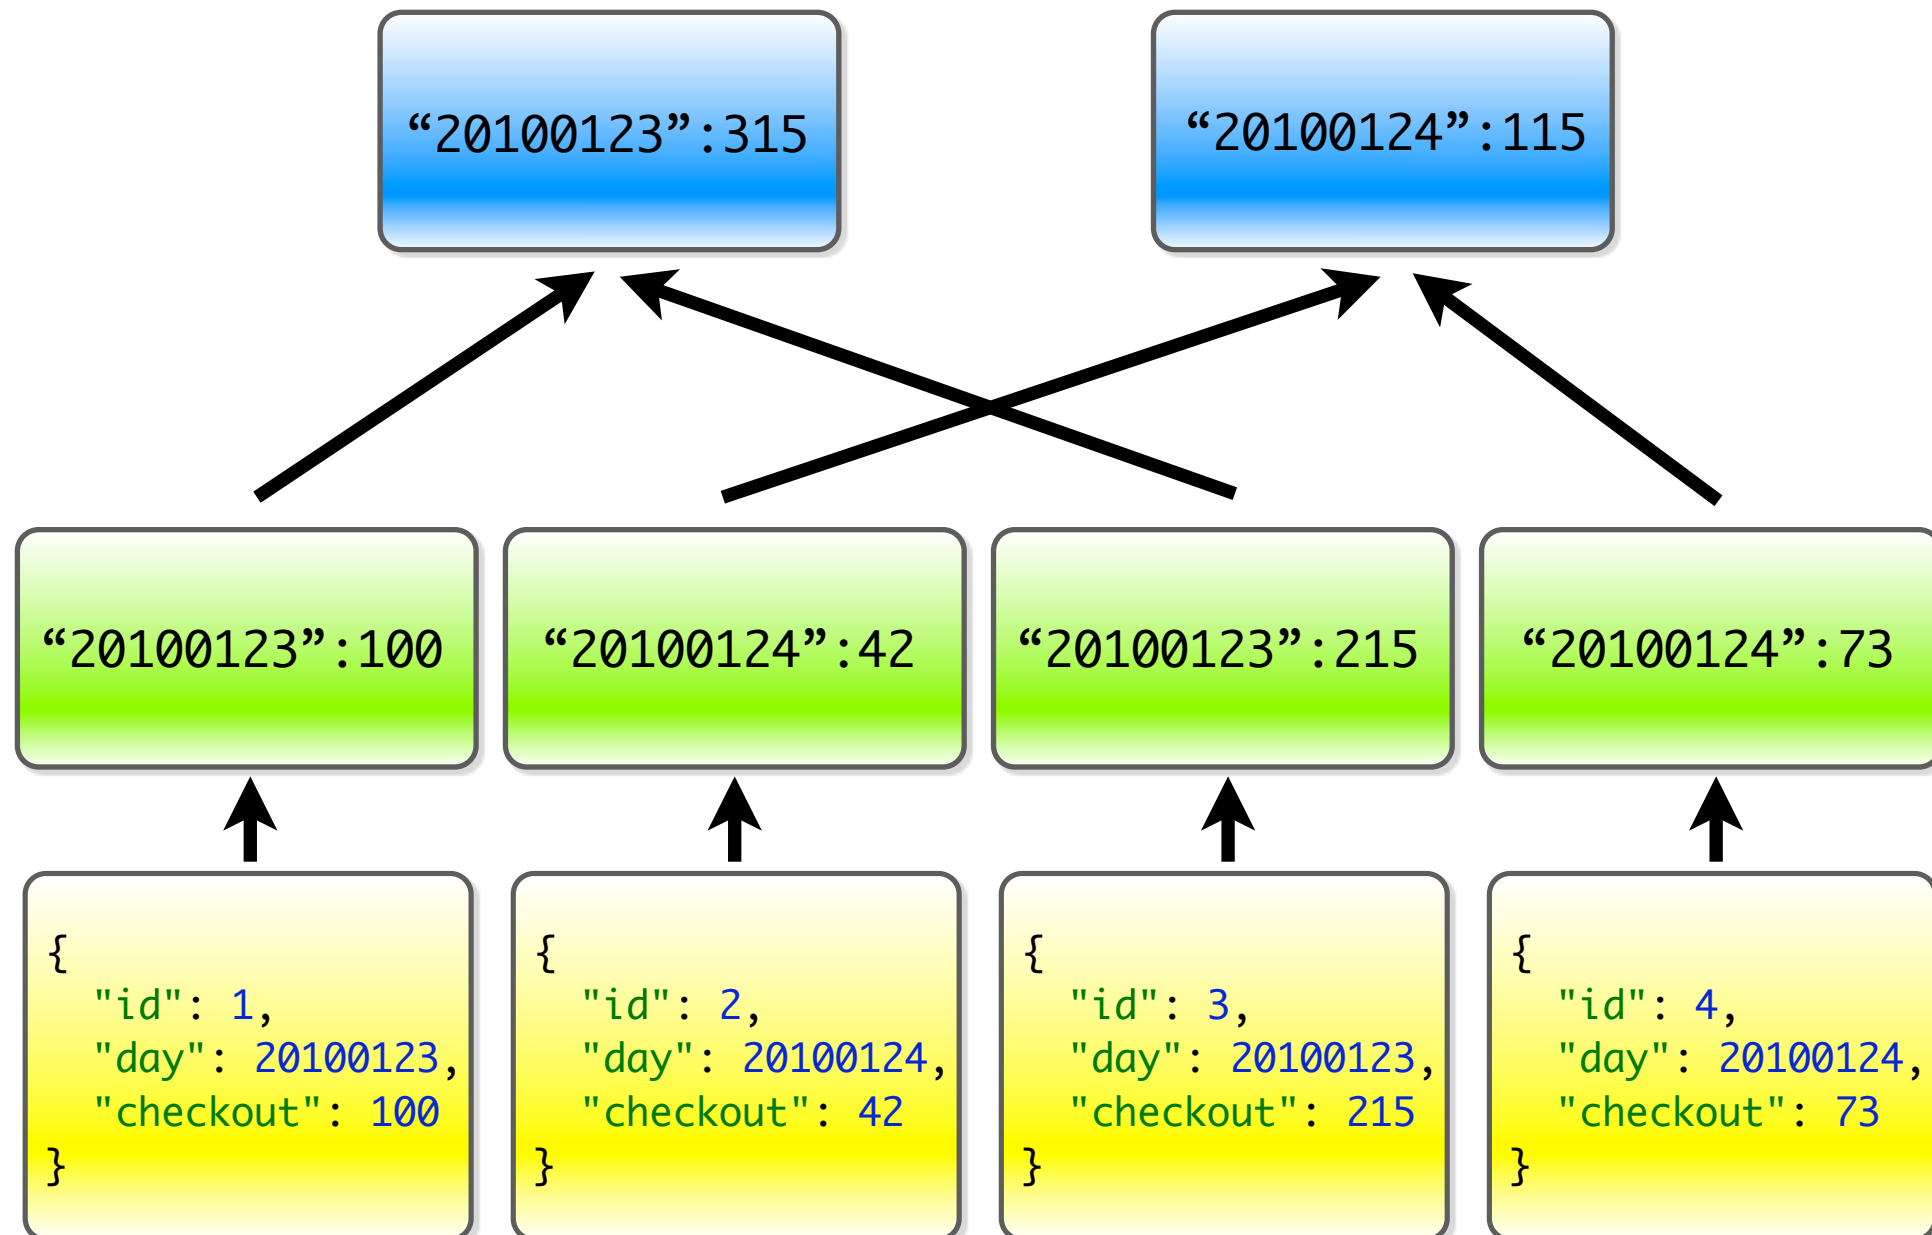 “20100123”:315
“20100124”:115
“20100123”:100
“20100124”:42
“20100123”:215
“20100124”:73
{
"id": 1,
"day": 20100123,
"checkout": 100
}
{
"id": 2,
"day": 20100124,
"checkout": 42
}
{
"id": 3,
"day": 20100123,
"checkout": 215
}
{
"id": 4,
"day": 20100124,
"checkout": 73
}